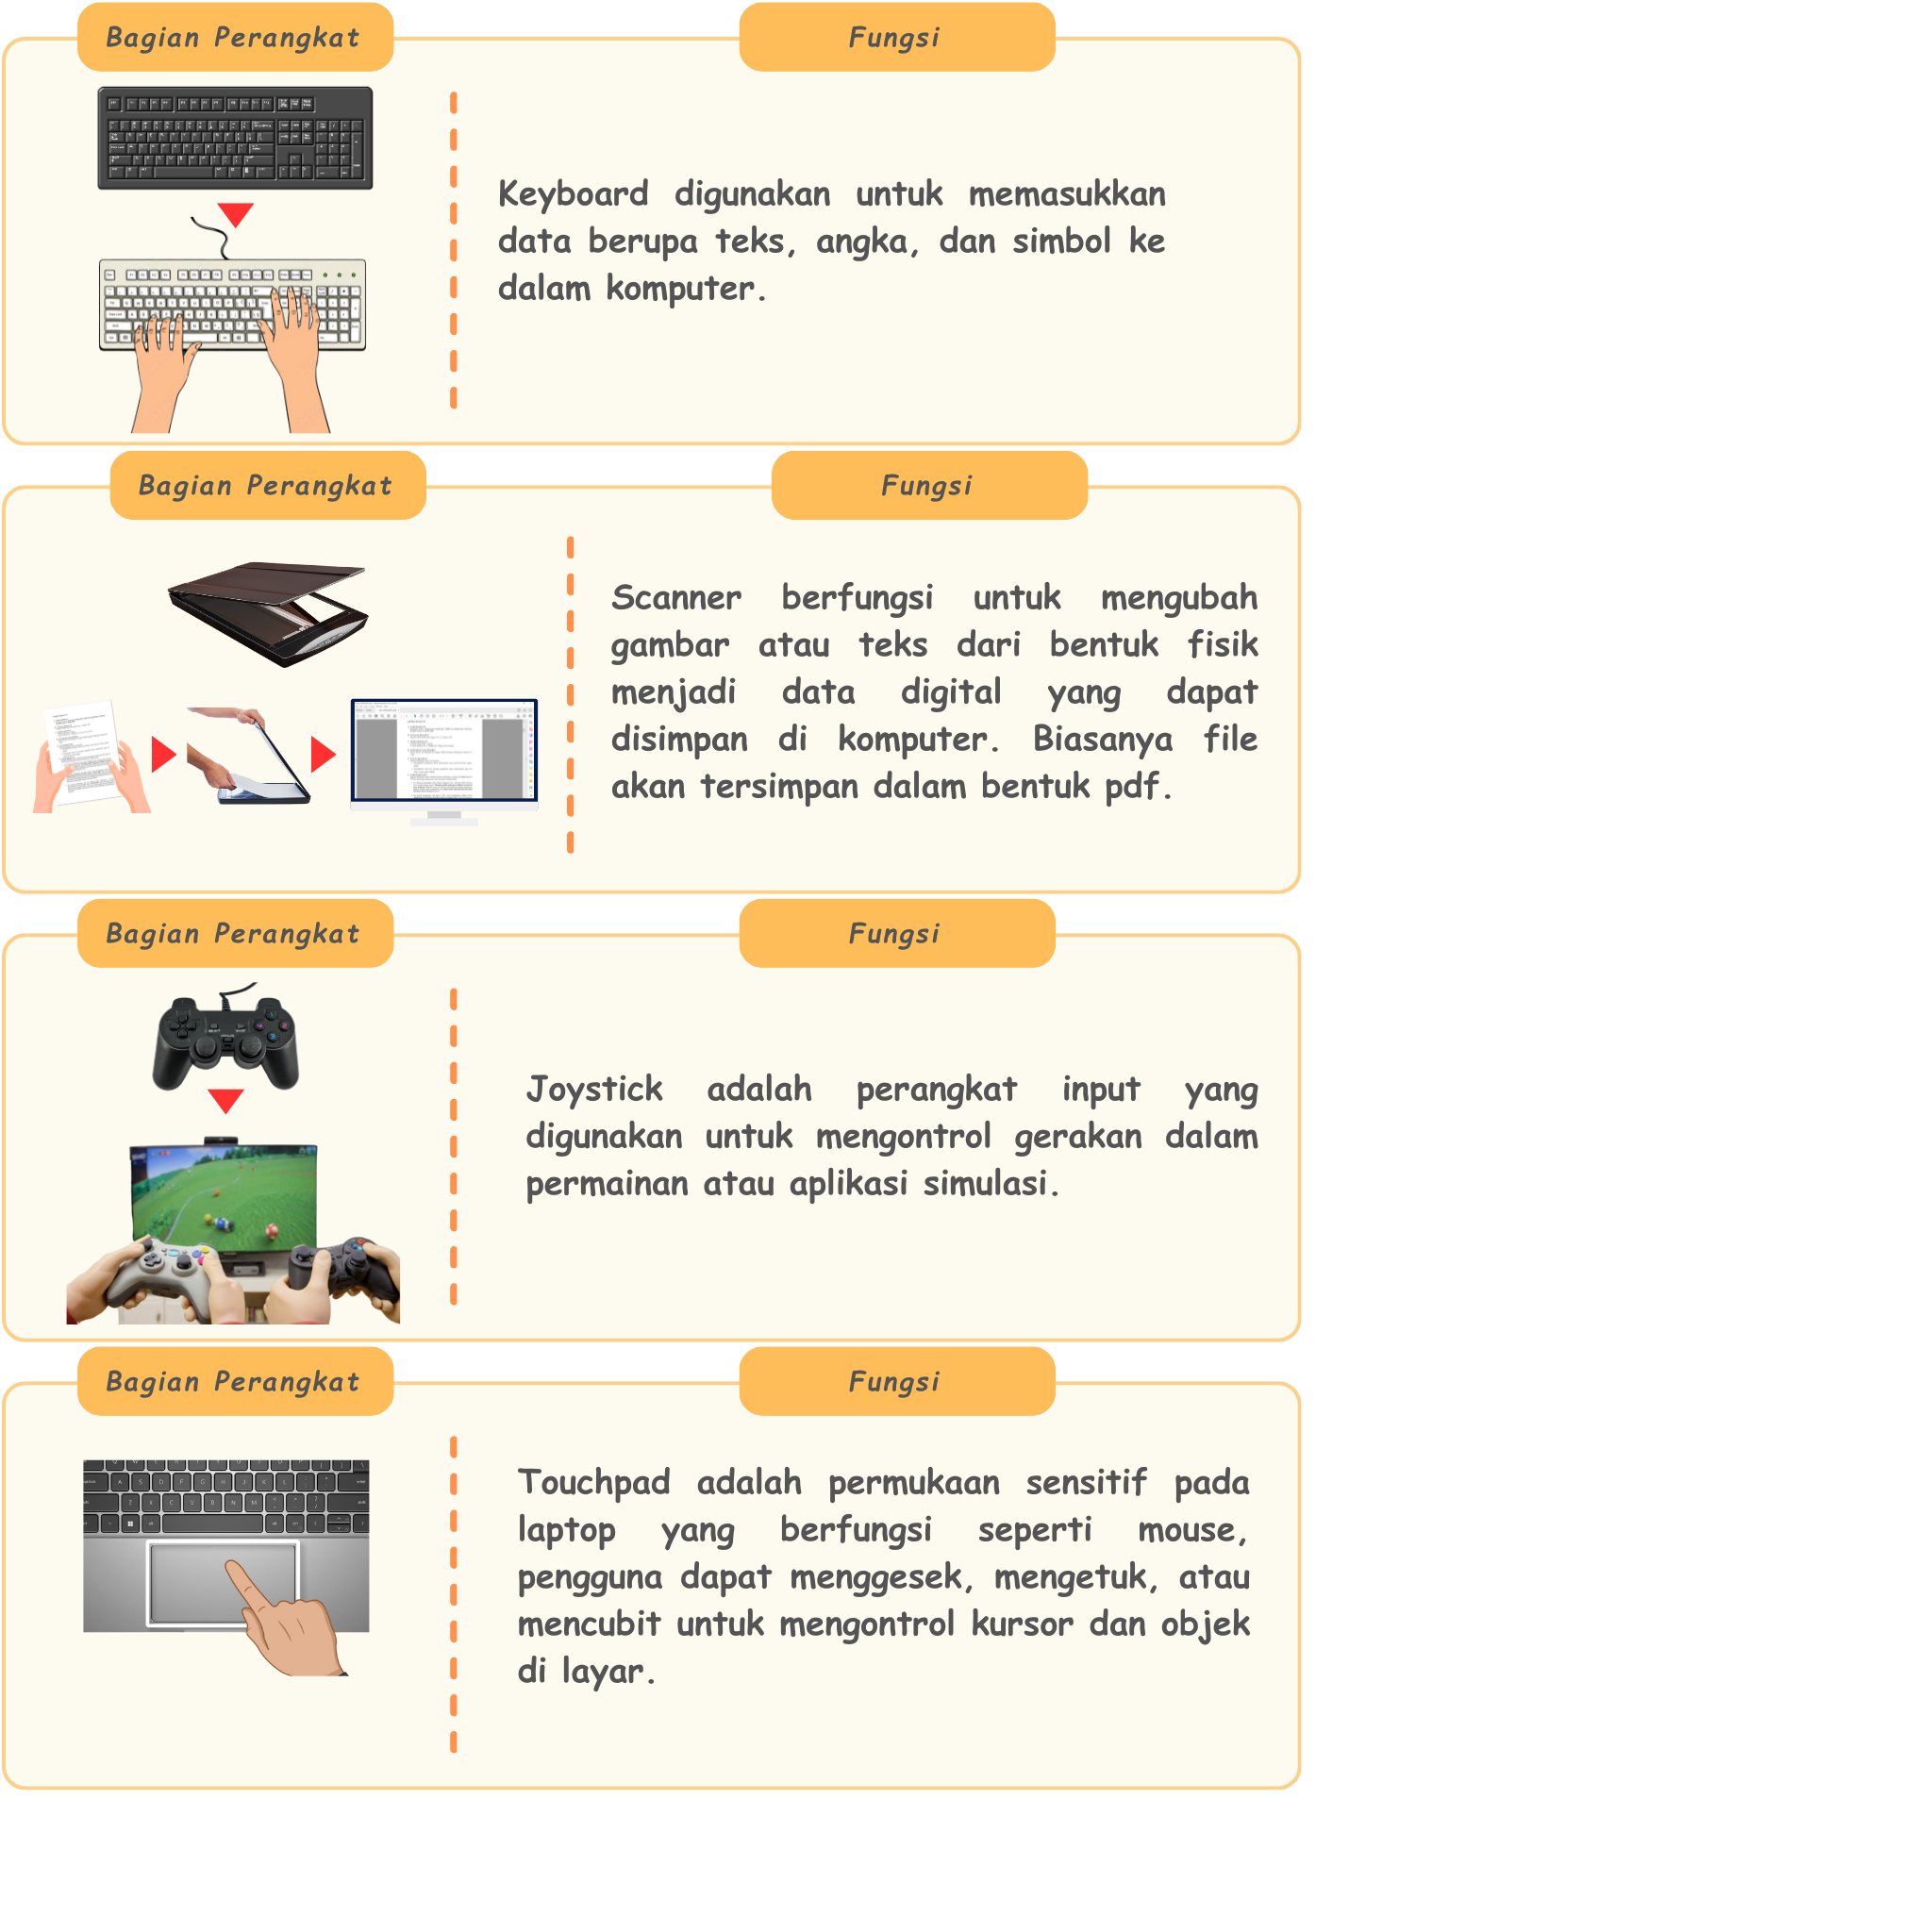 Bagian Perangkat
Fungsi
Keyboard digunakan untuk memasukkan
data berupa teks, angka, dan simbol ke
dalam komputer.
Bagian Perangkat
Fungsi
Scanner berfungsi untuk mengubah
gambar atau teks dari bentuk fisik
menjadi data digital yang dapat
disimpan di komputer. Biasanya file
akan tersimpan dalam bentuk pdf.
Bagian Perangkat
Fungsi
Joystick adalah perangkat input yang
digunakan untuk mengontrol gerakan dalam
permainan atau aplikasi simulasi.
Bagian Perangkat
Fungsi
Touchpad adalah permukaan sensitif pada
laptop yang berfungsi seperti mouse,
pengguna dapat menggesek, mengetuk, atau
mencubit untuk mengontrol kursor dan objek
di layar.